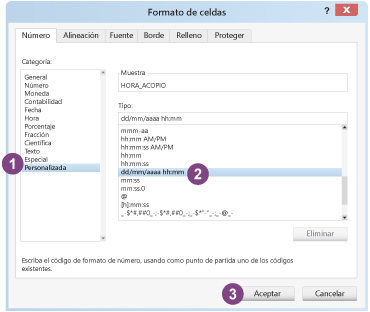 Formato de celdas
? X
Número Alineación Fuente Borde Relleno Proteger
Categoría:
General
Número
Moneda
Contabilidad
Fecha
Hora
Porcentaje
Fracción
Científica
Texto
Especial
1 Personalizada
Muestra
HORA_ACOPIO
Tipo:
dd/mm/aaaa hh:mm
mmm-aa
hh:mm AM/PM
hh:mm:ss AM/PM
hh:mm
hh:mm:ss
dd/mm/aaaa hh:mm 2
mm:ss
mm:ss.0
@
[h]:mm:ss
Eliminar
Escriba el código de formato de número, usando como punto de partida uno de los códigos
existentes.
3 Aceptar Cancelar